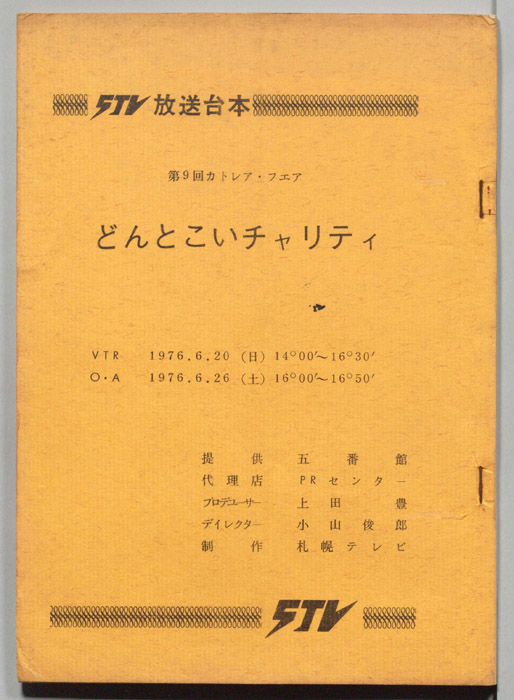 STV 放送台本
第9回カトレア・フエア
どんとこいチャリティ
VTR 1976.6.20 (日) 14°00′～16°30′
O・A 1976.6.26 (土) 16°00′～16°50′
提供 五番館
代理店 PRセンター
プロデューサー 上田豊
デイレクター 小山俊郎
制作 札幌テレビ
STV